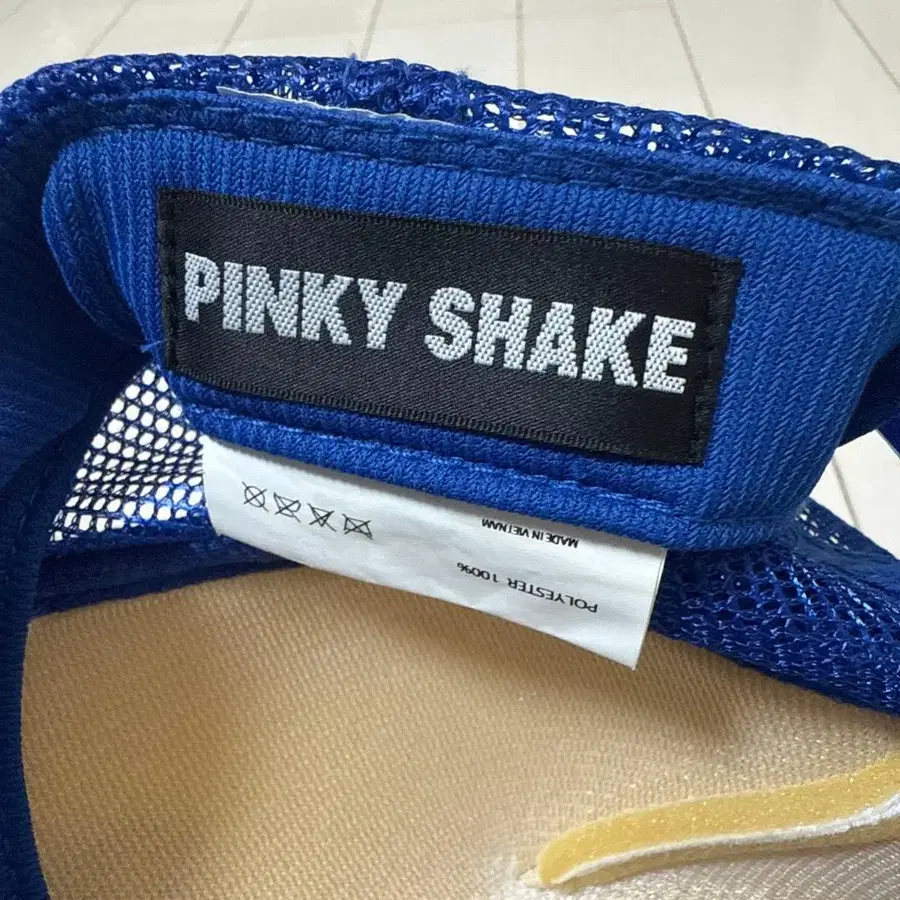 PINKY SHAKE
POLYESTER 100%
MADE IN VIETNAM